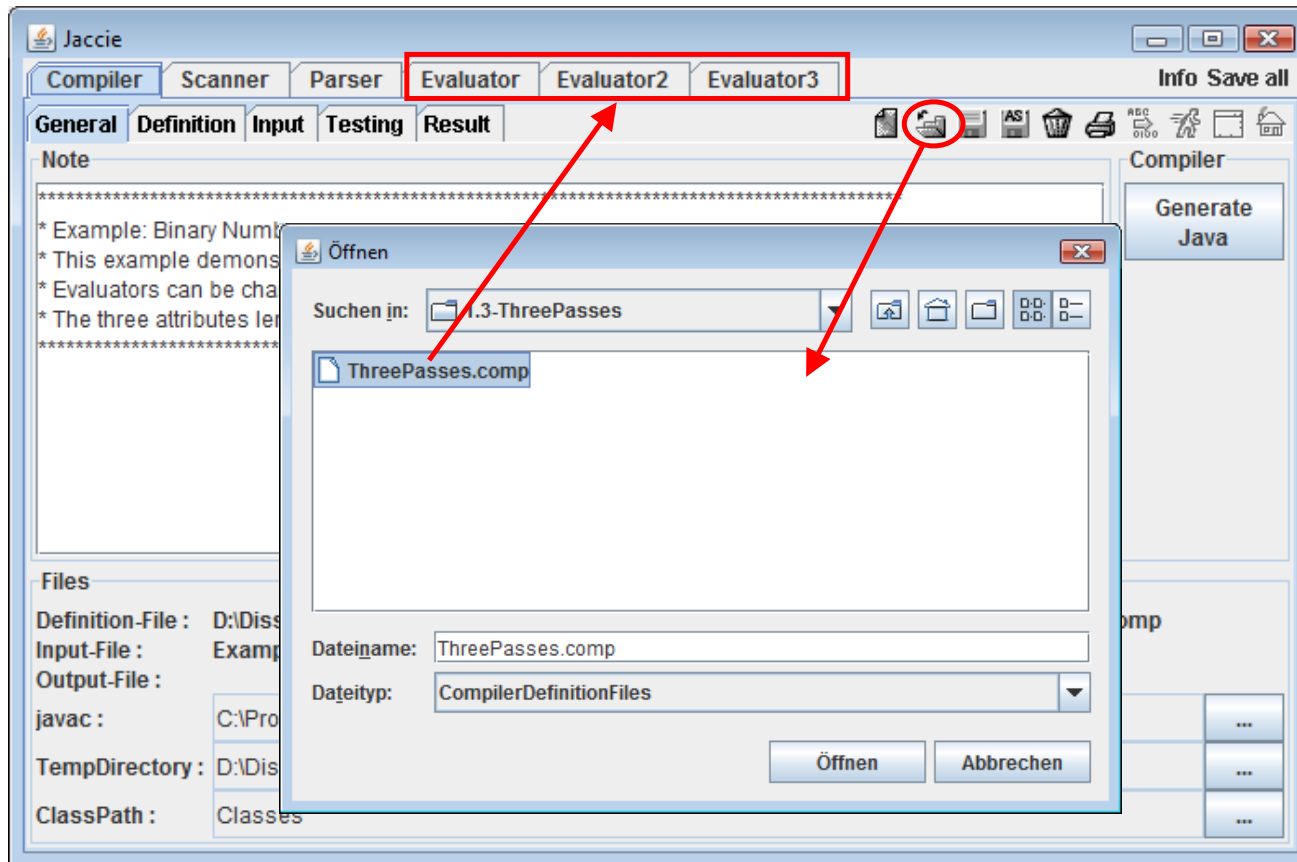 Jaccie
Compiler Scanner Parser Evaluator Evaluator2 Evaluator3 Info Save all
General Definition Input Testing Result AS
Note
Compiler
Generate
Java
********************************************************************************************
* Example: Binary Numb
* This example demons
* Evaluators can be cha
* The three attributes len
**************************
Öffnen
Suchen in: 1.3-ThreePasses
ThreePasses.comp
Dateiname: ThreePasses.comp
Dateityp: CompilerDefinitionFiles
Öffnen Abbrechen
Files
Definition-File : D:\Diss omp
Input-File : Examp
Output-File :
javac : C:\Pro ...
TempDirectory : D:\Dis ...
ClassPath : Classes ...